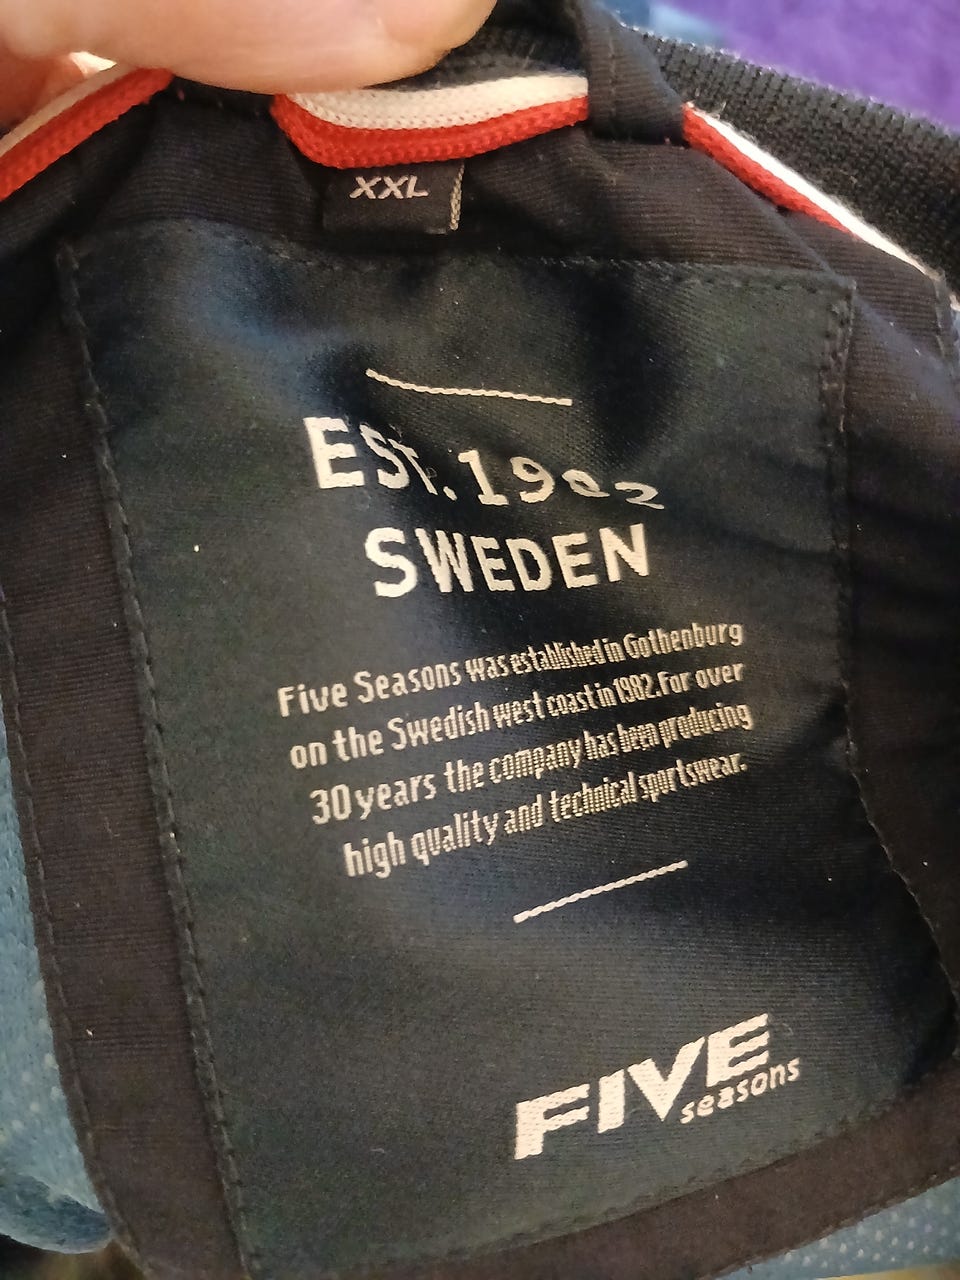 XXL
EST. 1982
SWEDEN
Five Seasons was established in Gothenburg
on the Swedish west coast in 1982. For over
30 years the company has been producing
high quality and technical sportswear.
FIVE
seasons